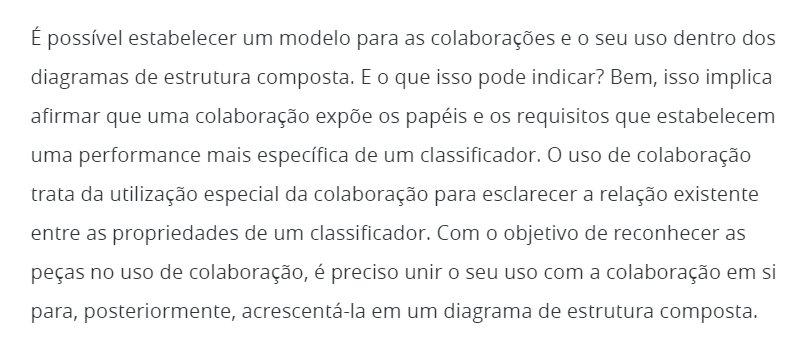 É possível estabelecer um modelo para as colaborações e o seu uso dentro dos
diagramas de estrutura composta. E o que isso pode indicar? Bem, isso implica
afirmar que uma colaboração expõe os papéis e os requisitos que estabelecem
uma performance mais específica de um classificador. O uso de colaboração
trata da utilização especial da colaboração para esclarecer a relação existente
entre as propriedades de um classificador. Com o objetivo de reconhecer as
peças no uso de colaboração, é preciso unir o seu uso com a colaboração em si
para, posteriormente, acrescentá-la em um diagrama de estrutura composta.